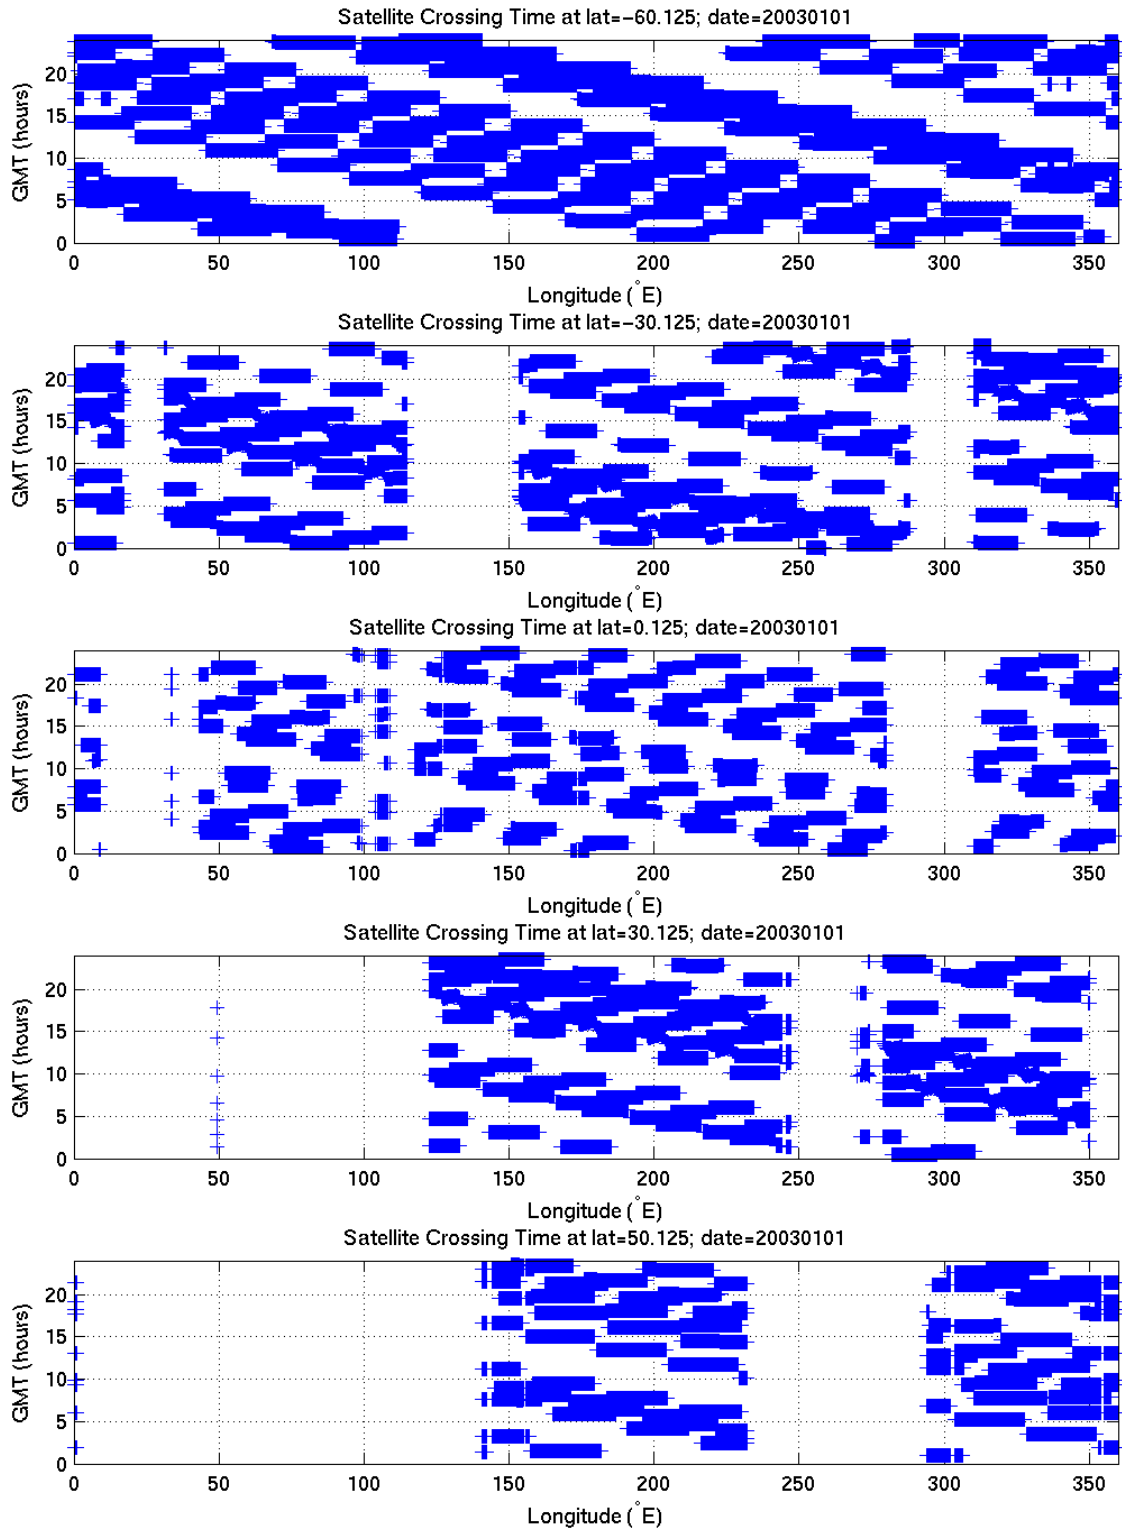 Satellite Crossing Time at lat=−60.125; date=20030101
GMT (hours)
20
15
10
5
0
0 50 100 150 200 250 300 350
Longitude (°E)
Satellite Crossing Time at lat=−30.125; date=20030101
GMT (hours)
20
15
10
5
0
0 50 100 150 200 250 300 350
Longitude (°E)
Satellite Crossing Time at lat=0.125; date=20030101
GMT (hours)
20
15
10
5
0
0 50 100 150 200 250 300 350
Longitude (°E)
Satellite Crossing Time at lat=30.125; date=20030101
GMT (hours)
20
15
10
5
0
0 50 100 150 200 250 300 350
Longitude (°E)
Satellite Crossing Time at lat=50.125; date=20030101
GMT (hours)
20
15
10
5
0
0 50 100 150 200 250 300 350
Longitude (°E)